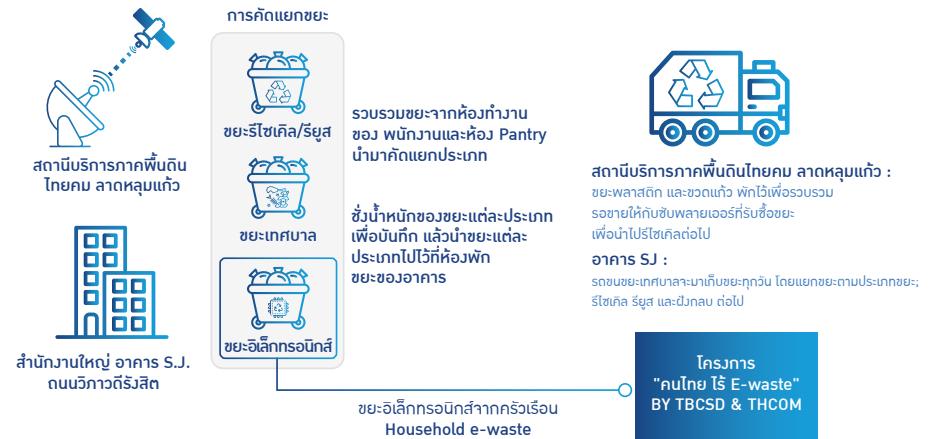 สถานีบริการภาคพื้นดิน
ไทยคม ลาดหลุมแก้ว
สำนักงานใหญ่ อาคาร S.J.
ถนนวิภาวดีรังสิต
การคัดแยกขยะ
ขยะรีไซเคิล/รียูส
ขยะเทศบาล
ขยะอิเล็กทรอนิกส์
รวบรวมขยะจากห้องทำงาน
ของ พนักงานและห้อง Pantry
นำมาคัดแยกประเภท
ชั่งน้ำหนักของขยะแต่ละประเภท
เพื่อบันทึก แล้วนำขยะแต่ละ
ประเภทไปไว้ที่ห้องพัก
ขยะของอาคาร
สถานีบริการภาคพื้นดินไทยคม ลาดหลุมแก้ว :
ขยะพลาสติก และขวดแก้ว พักไว้เพื่อรวบรวม
รอขายให้กับซัพพลายเออร์ที่รับซื้อขยะ
เพื่อนำไปรีไซเคิลต่อไป
อาคาร SJ :
รถขนขยะเทศบาลจะมาเก็บขยะทุกวัน โดยแยกขยะตามประเภทขยะ;
รีไซเคิล รียูส และฝังกลบ ต่อไป
ขยะอิเล็กทรอนิกส์จากครัวเรือน
Household e-waste
โครงการ
"คนไทย ไร้ E-waste"
BY TBCSD & THCOM